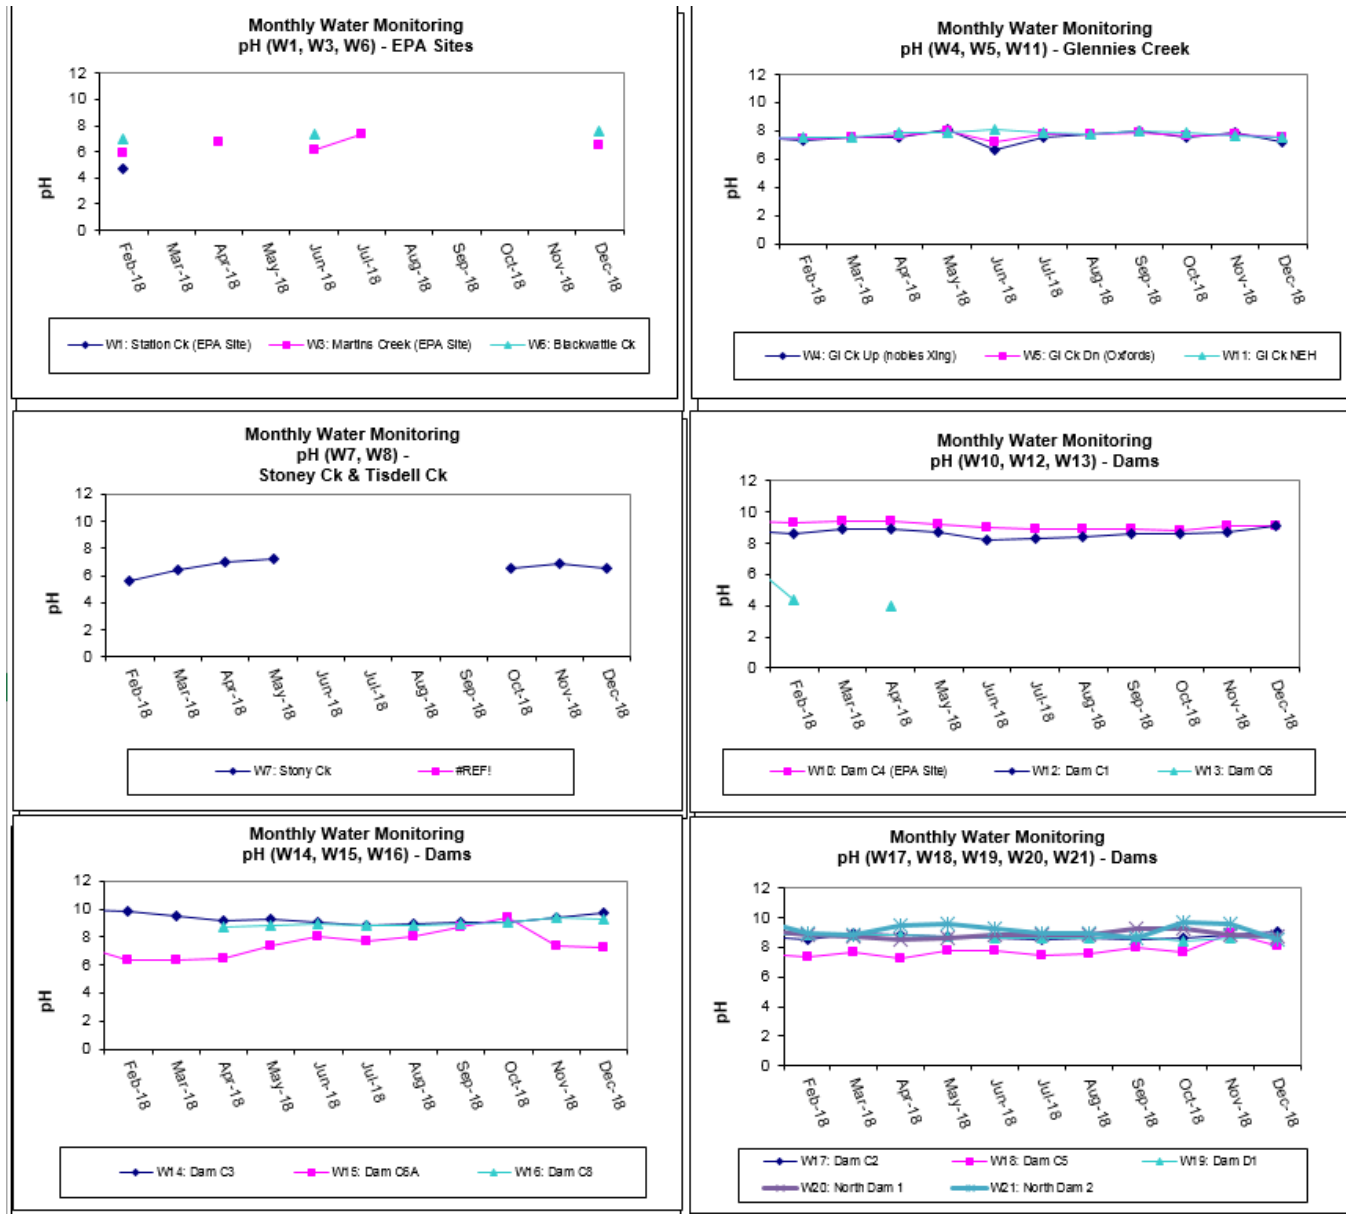 Monthly Water Monitoring
pH (W1, W3, W6) - EPA Sites
12
10
8
6
4
2
0
pH
Feb-18
Mar-18
Apr-18
May-18
Jun-18
Jul-18
Aug-18
Sep-18
Oct-18
Nov-18
Dec-18
W1: Station Ck (EPA Site)
W3: Martins Creek (EPA Site)
W6: Blackwattle Ck
Monthly Water Monitoring
pH (W4, W5, W11) - Glennies Creek
12
10
8
6
4
2
0
pH
Feb-18
Mar-18
Apr-18
May-18
Jun-18
Jul-18
Aug-18
Sep-18
Oct-18
Nov-18
Dec-18
W4: Gl Ck Up (nobles Xing)
W5: Gl Ck Dn (Oxfords)
W11: Gl Ck NEH
Monthly Water Monitoring
pH (W7, W8) -
Stoney Ck & Tisdell Ck
12
10
8
6
4
2
0
pH
Feb-18
Mar-18
Apr-18
May-18
Jun-18
Jul-18
Aug-18
Sep-18
Oct-18
Nov-18
Dec-18
W7: Stony Ck
#REF!
Monthly Water Monitoring
pH (W10, W12, W13) - Dams
12
10
8
6
4
2
0
pH
Feb-18
Mar-18
Apr-18
May-18
Jun-18
Jul-18
Aug-18
Sep-18
Oct-18
Nov-18
Dec-18
W10: Dam C4 (EPA Site)
W12: Dam C1
W13: Dam C6
Monthly Water Monitoring
pH (W14, W15, W16) - Dams
12
10
8
6
4
2
0
pH
Feb-18
Mar-18
Apr-18
May-18
Jun-18
Jul-18
Aug-18
Sep-18
Oct-18
Nov-18
Dec-18
W14: Dam C3
W15: Dam C6A
W16: Dam C8
Monthly Water Monitoring
pH (W17, W18, W19, W20, W21) - Dams
12
10
8
6
4
2
0
pH
Feb-18
Mar-18
Apr-18
May-18
Jun-18
Jul-18
Aug-18
Sep-18
Oct-18
Nov-18
Dec-18
W17: Dam C2
W18: Dam C5
W19: Dam D1
W20: North Dam 1
W21: North Dam 2